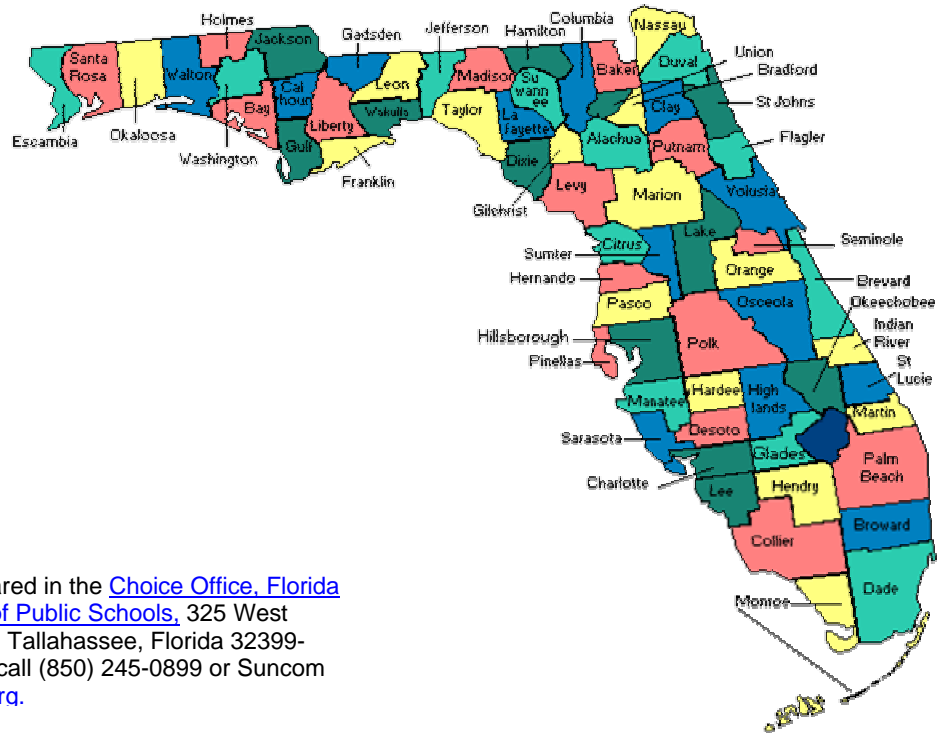 Nassau
Holmes
Columbia
Jefferson
Hamilton
Gadsden
Jackson
Union
Santa
Rosa
Duval
Madison
Baker
Bradford
Walton
Leon
Su
wann
ee
Cal
houn
Clay
St Johns
Bay
Taylor
Wakulla
Liberty
La
fayette
Okaloosa
Escambia
Alachua
Putnam
Flagler
Gulf
Washington
Dixie
Franklin
Levy
Marion
Volusia
Gilchrist
Lake
Citrus
Seminole
Sumter
Orange
Hernando
Brevard
Pasco
Osceola
Okeechobee
Indian
River
Hillsborough
Polk
Pinellas
St
Lucie
Hardee
High
lands
Manatee
Martin
Desoto
Sarasota
Glades
Palm
Beach
Charlotte
Hendry
Lee
Broward
Collier
Dade
Monroe
ared in the Choice Office, Florida
of Public Schools, 325 West
Tallahassee, Florida 32399-
call (850) 245-0899 or Suncom
rg.